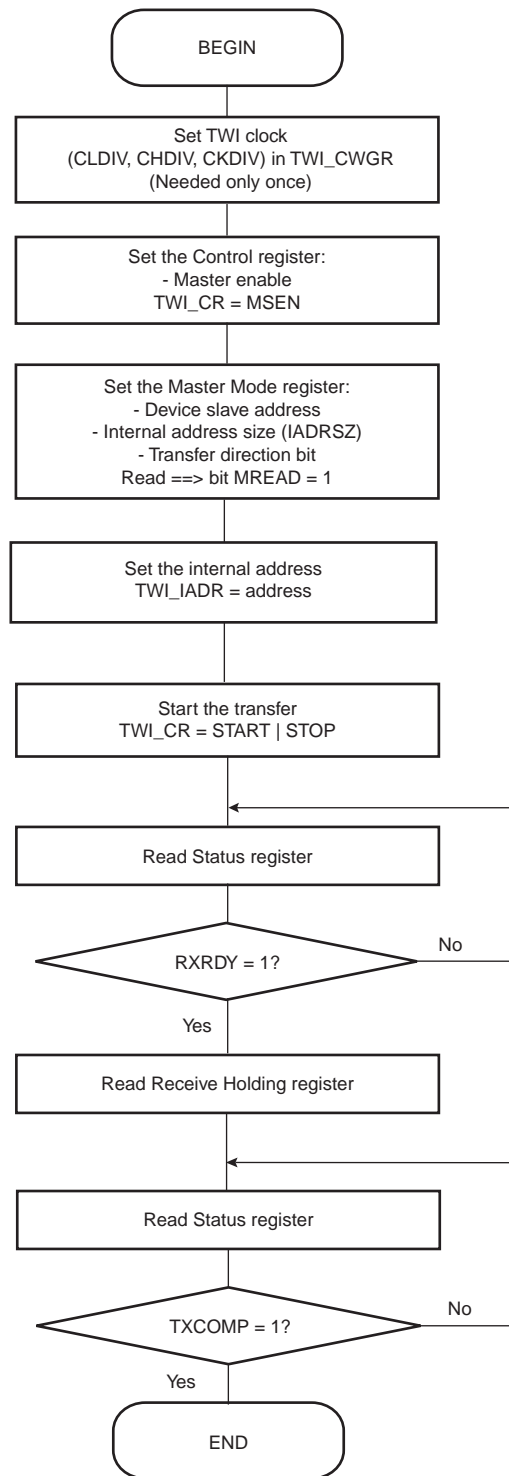 BEGIN
Set TWI clock
(CLDIV, CHDIV, CKDIV) in TWI_CWGR
(Needed only once)
Set the Control register:
- Master enable
TWI_CR = MSEN
Set the Master Mode register:
- Device slave address
- Internal address size (IADRSZ)
- Transfer direction bit
Read ==> bit MREAD = 1
Set the internal address
TWI_IADR = address
Start the transfer
TWI_CR = START | STOP
Read Status register
RXRDY = 1?
No
Yes
Read Receive Holding register
Read Status register
TXCOMP = 1?
No
Yes
END